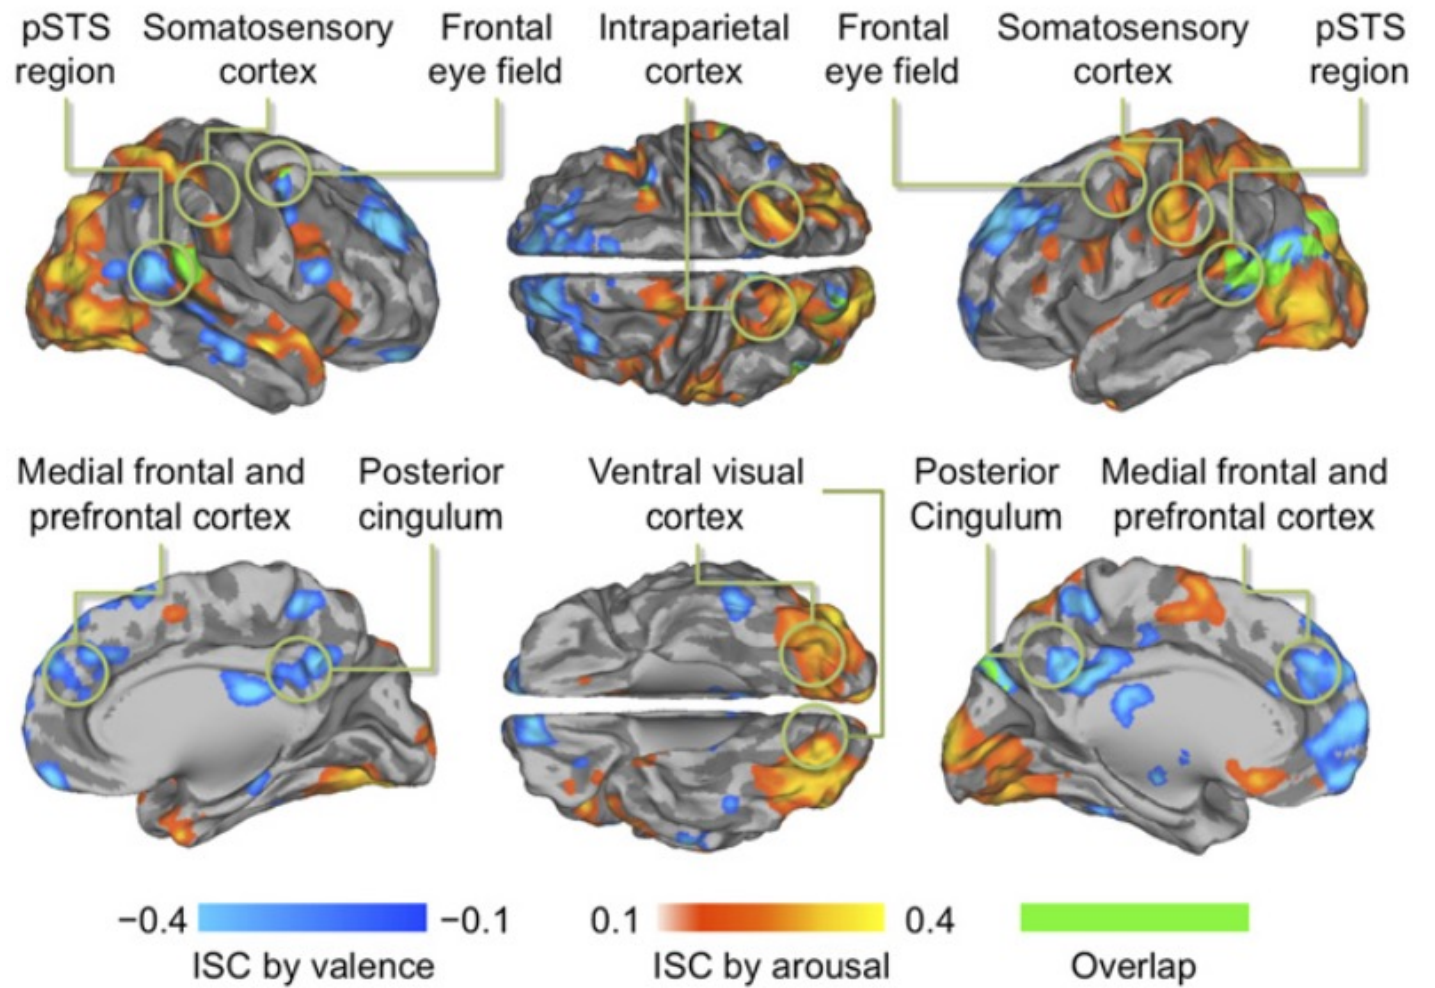 pSTS region
Somatosensory cortex
Frontal eye field
Intraparietal cortex
Frontal eye field
Somatosensory cortex
pSTS region
Medial frontal and prefrontal cortex
Posterior cingulum
Ventral visual cortex
Posterior Cingulum
Medial frontal and prefrontal cortex
−0.4
−0.1
ISC by valence
0.1
0.4
ISC by arousal
Overlap